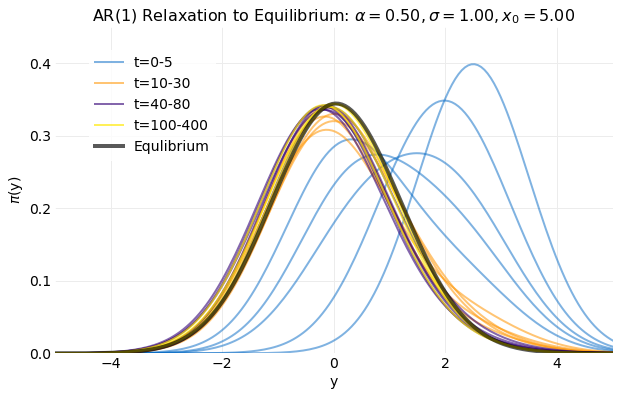 AR(1) Relaxation to Equilibrium: α = 0.50, σ = 1.00, x₀ = 5.00
t=0-5
t=10-30
t=40-80
t=100-400
Equlibrium
π(y)
0.4
0.3
0.2
0.1
0.0
−4
−2
0
2
4
y